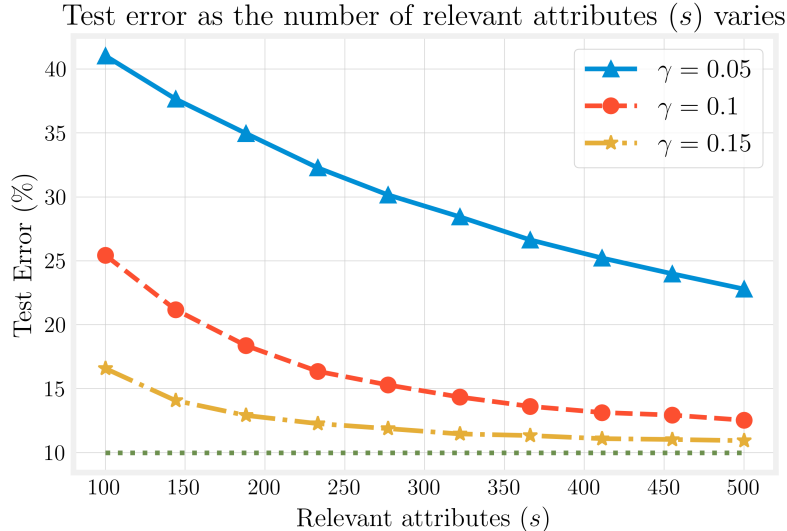 Test error as the number of relevant attributes (s) varies
γ = 0.05
γ = 0.1
γ = 0.15
Test Error (%)
40
35
30
25
20
15
10
100 150 200 250 300 350 400 450 500
Relevant attributes (s)